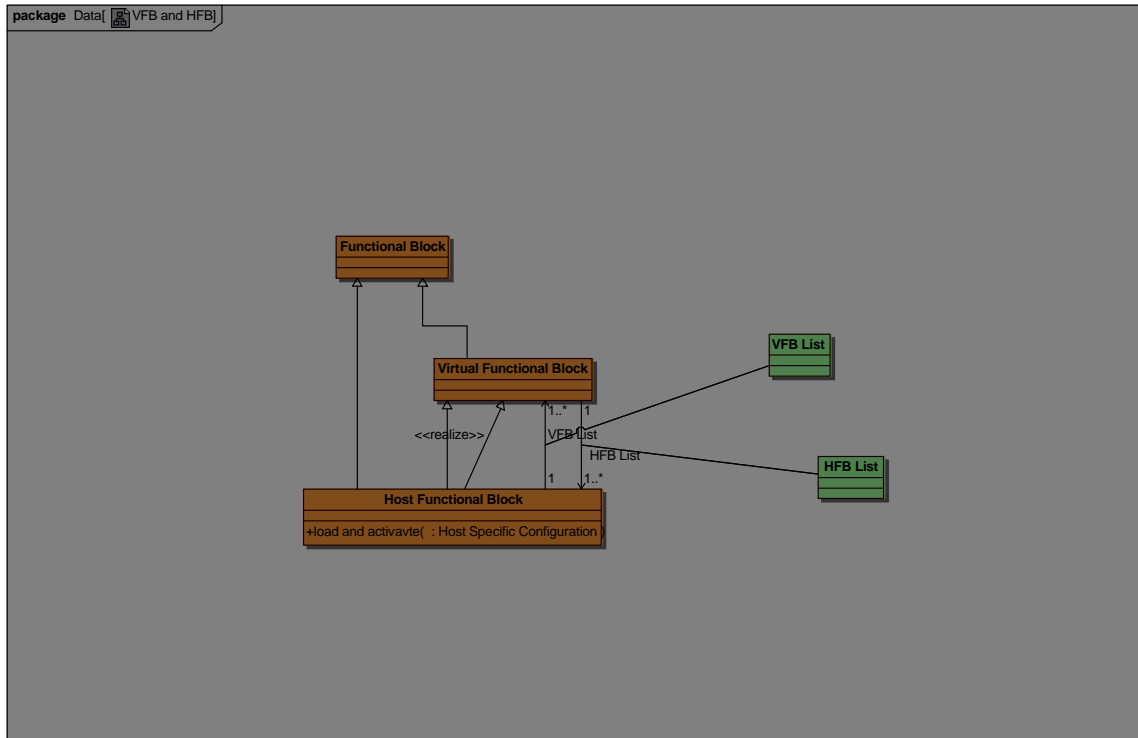 package Data[ VFB and HFB]
Functional Block
Virtual Functional Block
VFB List
1..*
1
<<realize>>
VFB List
HFB List
HFB List
1
1..*
Host Functional Block
+load and activavte( : Host Specific Configuration )